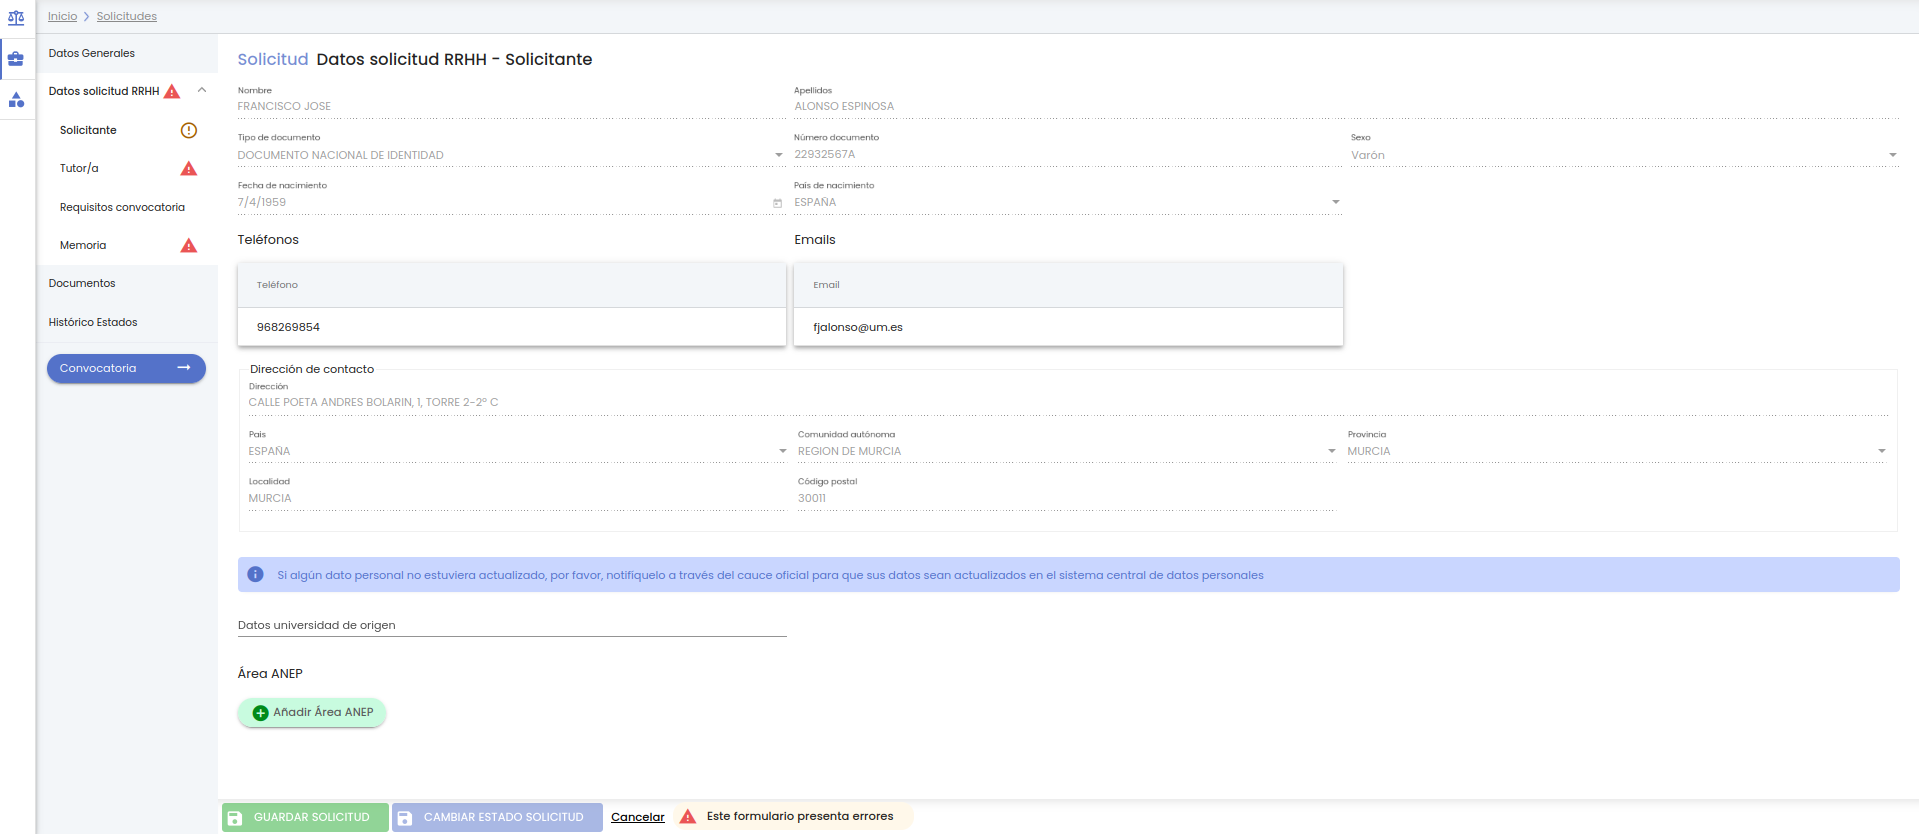 Inicio > Solicitudes
Datos Generales
Datos solicitud RRHH
Solicitante
Tutor/a
Requisitos convocatoria
Memoria
Documentos
Histórico Estados
Convocatoria
Solicitud Datos solicitud RRHH - Solicitante
Nombre Apellidos
FRANCISCO JOSE ALONSO ESPINOSA
Tipo de documento Número documento Sexo
DOCUMENTO NACIONAL DE IDENTIDAD 22932567A Varón
Fecha de nacimiento País de nacimiento
7/4/1959 ESPAÑA
Teléfonos Emails
Teléfono Email
968269854 fjalonso@um.es
Dirección de contacto
Dirección
CALLE POETA ANDRES BOLARIN, 1, TORRE 2-2º C
País Comunidad autónoma Provincia
ESPAÑA REGION DE MURCIA MURCIA
Localidad Código postal
MURCIA 30011
Si algún dato personal no estuviera actualizado, por favor, notifíquelo a través del cauce oficial para que sus datos sean actualizados en el sistema central de datos personales
Datos universidad de origen
Área ANEP
Añadir Área ANEP
GUARDAR SOLICITUD CAMBIAR ESTADO SOLICITUD Cancelar Este formulario presenta errores